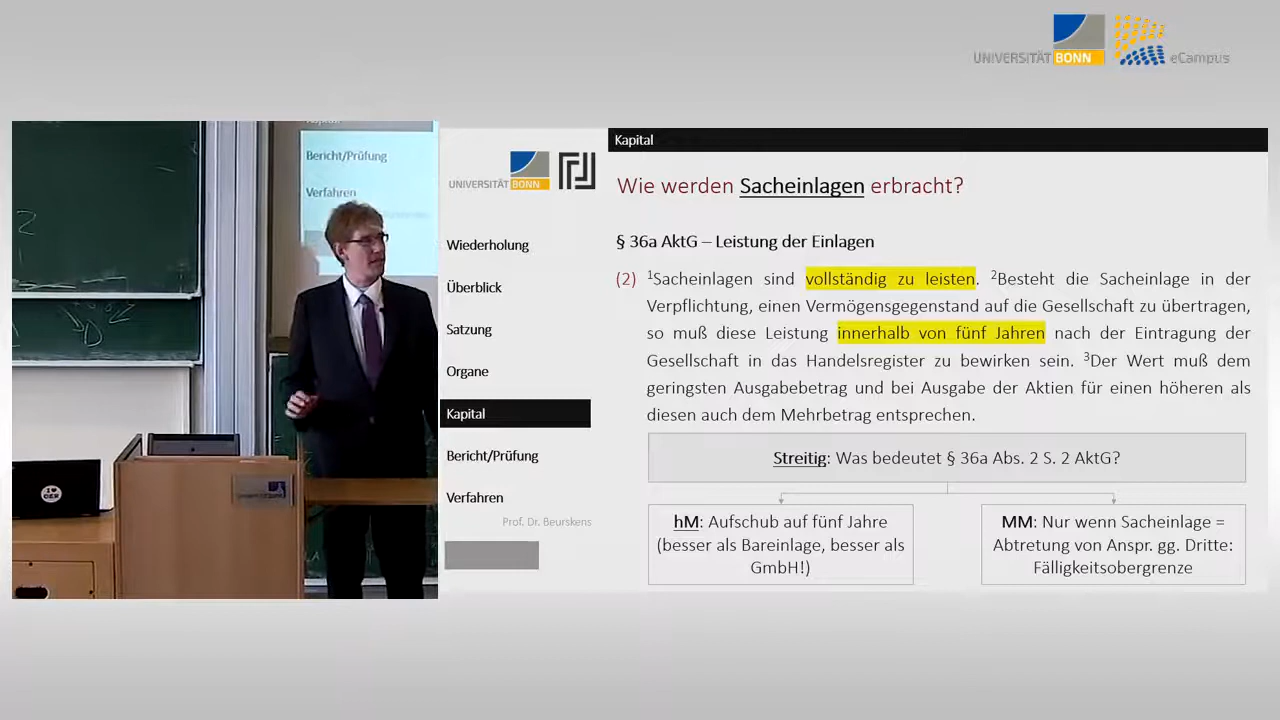 UNIVERSITÄT BONN
eCampus
Bericht/Prüfung
Verfahren
UNIVERSITÄT BONN
Wiederholung
Überblick
Satzung
Organe
Kapital
Bericht/Prüfung
Verfahren
Prof. Dr. Beurskens
Kapital
Wie werden Sacheinlagen erbracht?
§ 36a AktG – Leistung der Einlagen
(2) ¹Sacheinlagen sind vollständig zu leisten. ²Besteht die Sacheinlage in der
Verpflichtung, einen Vermögensgegenstand auf die Gesellschaft zu übertragen,
so muß diese Leistung innerhalb von fünf Jahren nach der Eintragung der
Gesellschaft in das Handelsregister zu bewirken sein. ³Der Wert muß dem
geringsten Ausgabebetrag und bei Ausgabe der Aktien für einen höheren als
diesen auch dem Mehrbetrag entsprechen.
Streitig: Was bedeutet § 36a Abs. 2 S. 2 AktG?
hM: Aufschub auf fünf Jahre
(besser als Bareinlage, besser als
GmbH!)
MM: Nur wenn Sacheinlage =
Abtretung von Anspr. gg. Dritte:
Fälligkeitsobergrenze